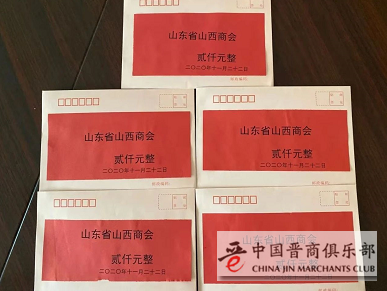 山东省山西商会
贰仟元整
二〇二〇年十一月二十二日
山东省山西商会
贰仟元整
二〇二〇年十一月二十二日
山东省山西商会
贰仟元整
二〇二〇年十一月二十二日
山东省山西商会
贰仟元整
二〇二〇年十一月二十二日
山东省山西商会
晋 中国晋商俱乐部
CHINA JIN MARCHANTS CLUB